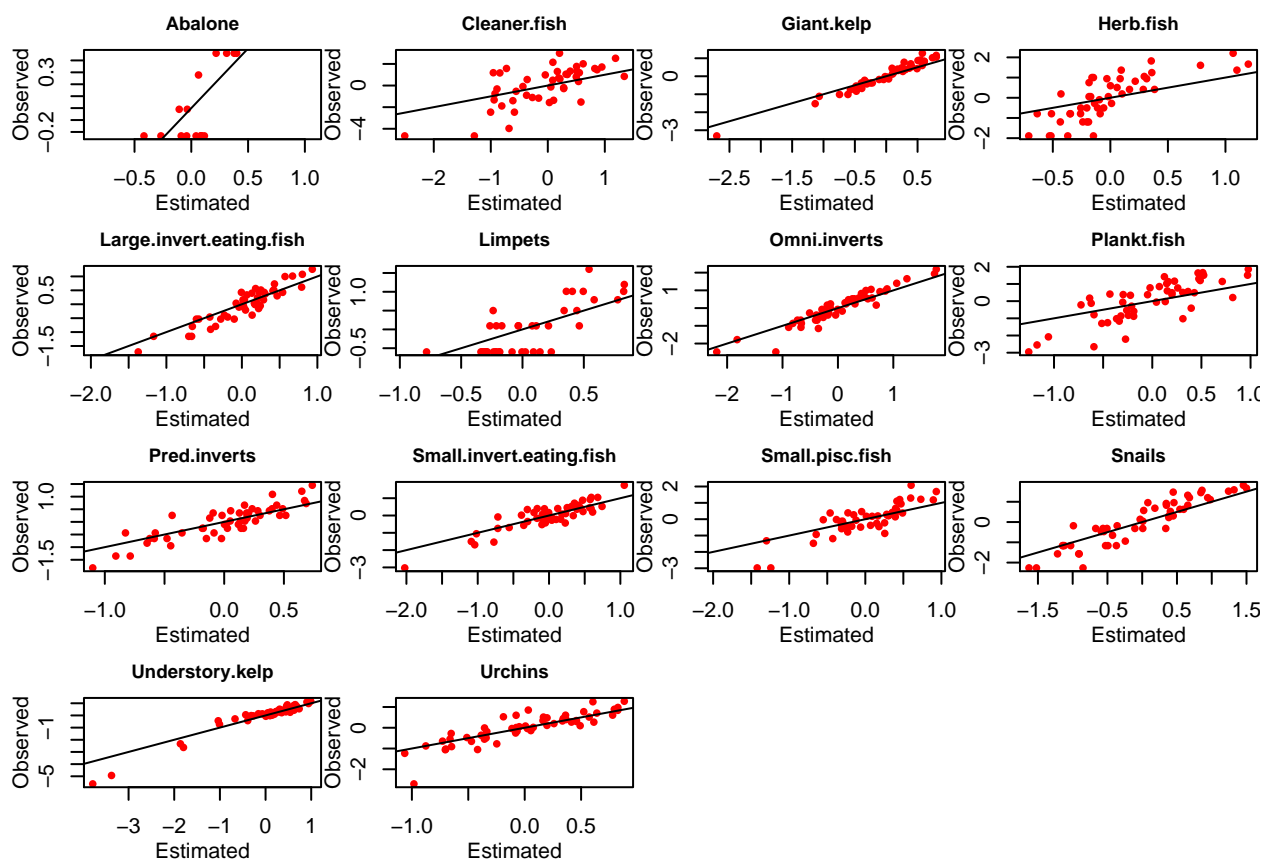 Abalone
Observed
0.3
−0.2
−0.5 0.0 0.5 1.0
Estimated
Cleaner.fish
Observed
0
−4
−2 −1 0 1
Estimated
Giant.kelp
Observed
0
−3
−2.5 −1.5 −0.5 0.5
Estimated
Herb.fish
Observed
2
1
0
−2
−0.5 0.0 0.5 1.0
Estimated
Large.invert.eating.fish
Observed
0.5
−1.5
−2.0 −1.0 0.0 1.0
Estimated
Limpets
Observed
1.0
−0.5
−1.0 −0.5 0.0 0.5
Estimated
Omni.inverts
Observed
1
−2
−2 −1 0 1
Estimated
Plankt.fish
Observed
2
0
−3
−1.0 0.0 0.5 1.0
Estimated
Pred.inverts
Observed
1.0
−1.5
−1.0 0.0 0.5
Estimated
Small.invert.eating.fish
Observed
0
−3
−2.0 −1.0 0.0 1.0
Estimated
Small.pisc.fish
Observed
2
0
−3
−2.0 −1.0 0.0 1.0
Estimated
Snails
Observed
0
−2
−1.5 −0.5 0.5 1.5
Estimated
Understory.kelp
Observed
−1
−5
−3 −2 −1 0 1
Estimated
Urchins
Observed
0
−2
−1.0 0.0 0.5
Estimated